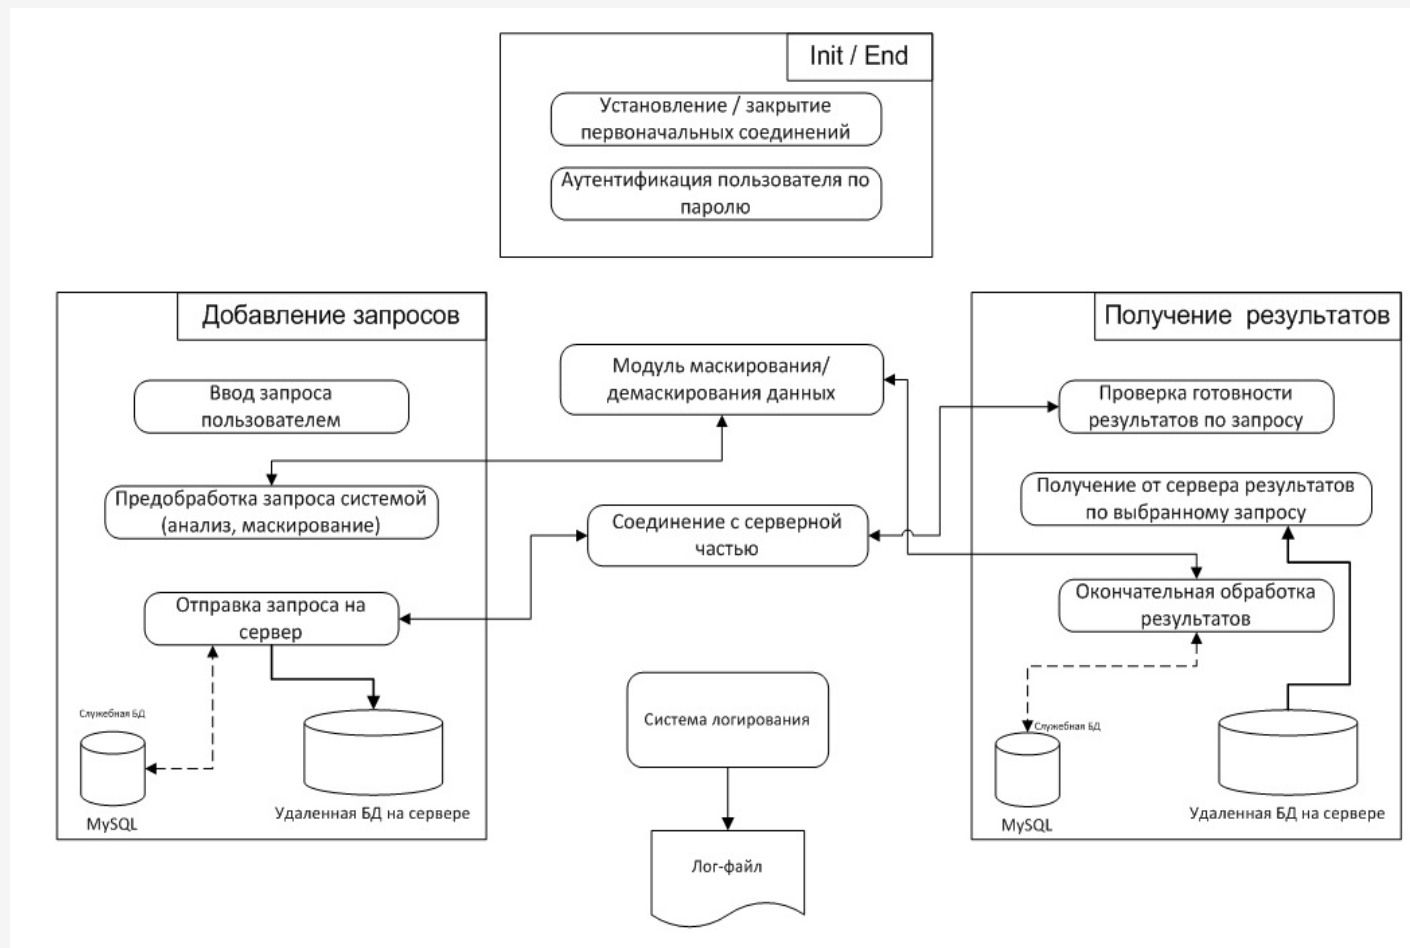 Init / End
Установление / закрытие
первоначальных соединений
Аутентификация пользователя по
паролю
Добавление запросов
Ввод запроса
пользователем
Предобработка запроса системой
(анализ, маскирование)
Отправка запроса на
сервер
Служебная БД
MySQL
Удаленная БД на сервере
Модуль маскирования/
демаскирования данных
Соединение с серверной
частью
Система логирования
Лог-файл
Получение результатов
Проверка готовности
результатов по запросу
Получение от сервера результатов
по выбранному запросу
Окончательная обработка
результатов
Служебная БД
MySQL
Удаленная БД на сервере